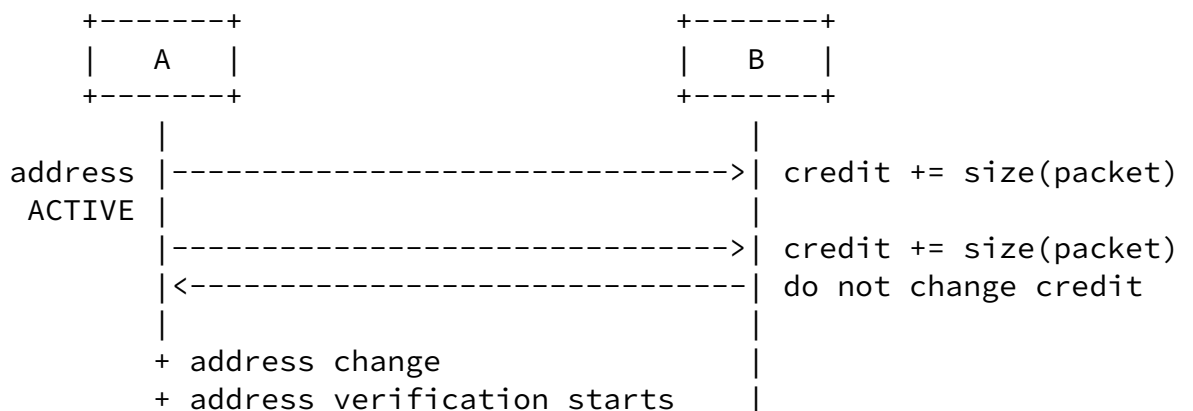 +-------+                       +-------+
|   A   |                       |   B   |
+-------+                       +-------+
    |                               |
address |------------------------------>| credit += size(packet)
ACTIVE |                               |
|------------------------------>| credit += size(packet)
|<------------------------------| do not change credit
|                               |
+ address change                |
+ address verification starts   |